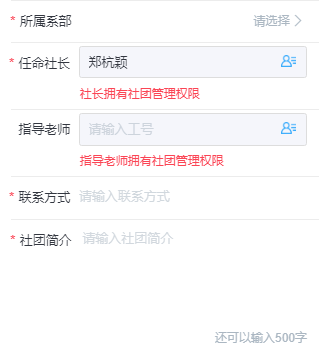 * 所属系部 请选择 >
* 任命社长 郑杭颖
社长拥有社团管理权限
指导老师 请输入工号
指导老师拥有社团管理权限
* 联系方式 请输入联系方式
* 社团简介 请输入社团简介
还可以输入500字